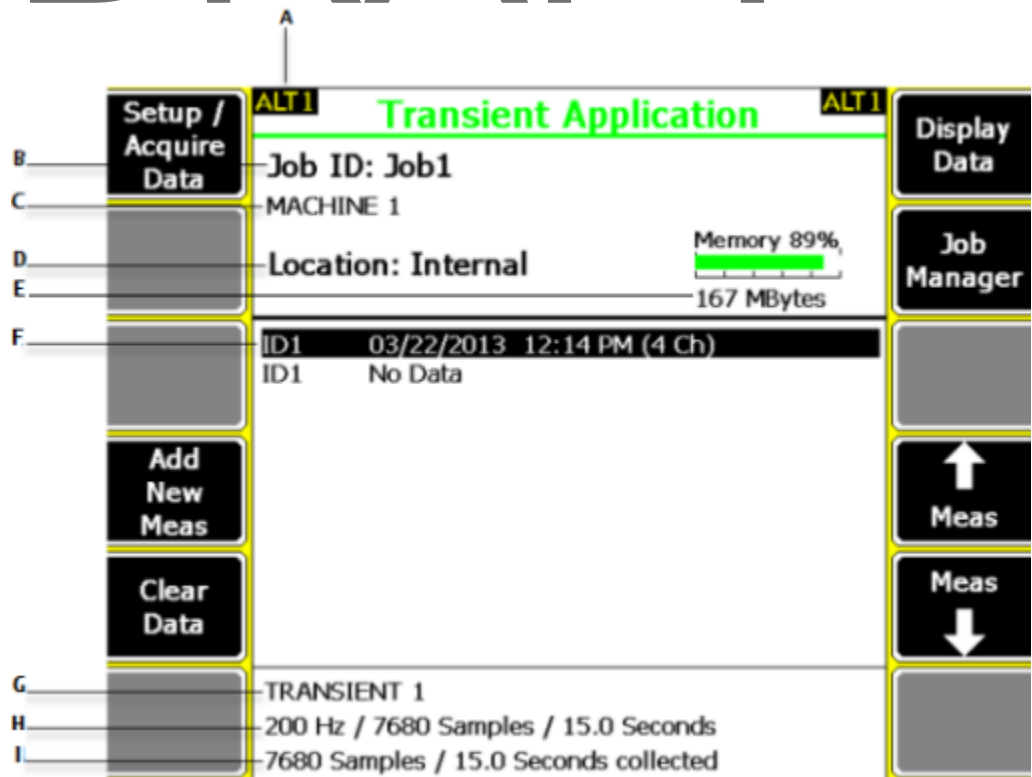 A
ALT1
Transient Application
ALT1
Setup /
Acquire
Data
Display
Data
B
Job ID: Job1
C
MACHINE 1
Job
Manager
D
Location: Internal
Memory 89%
E
167 MBytes
F
ID1 03/22/2013 12:14 PM (4 Ch)
ID1 No Data
Add
New
Meas
Meas
Clear
Data
Meas
G
TRANSIENT 1
H
200 Hz / 7680 Samples / 15.0 Seconds
I
7680 Samples / 15.0 Seconds collected